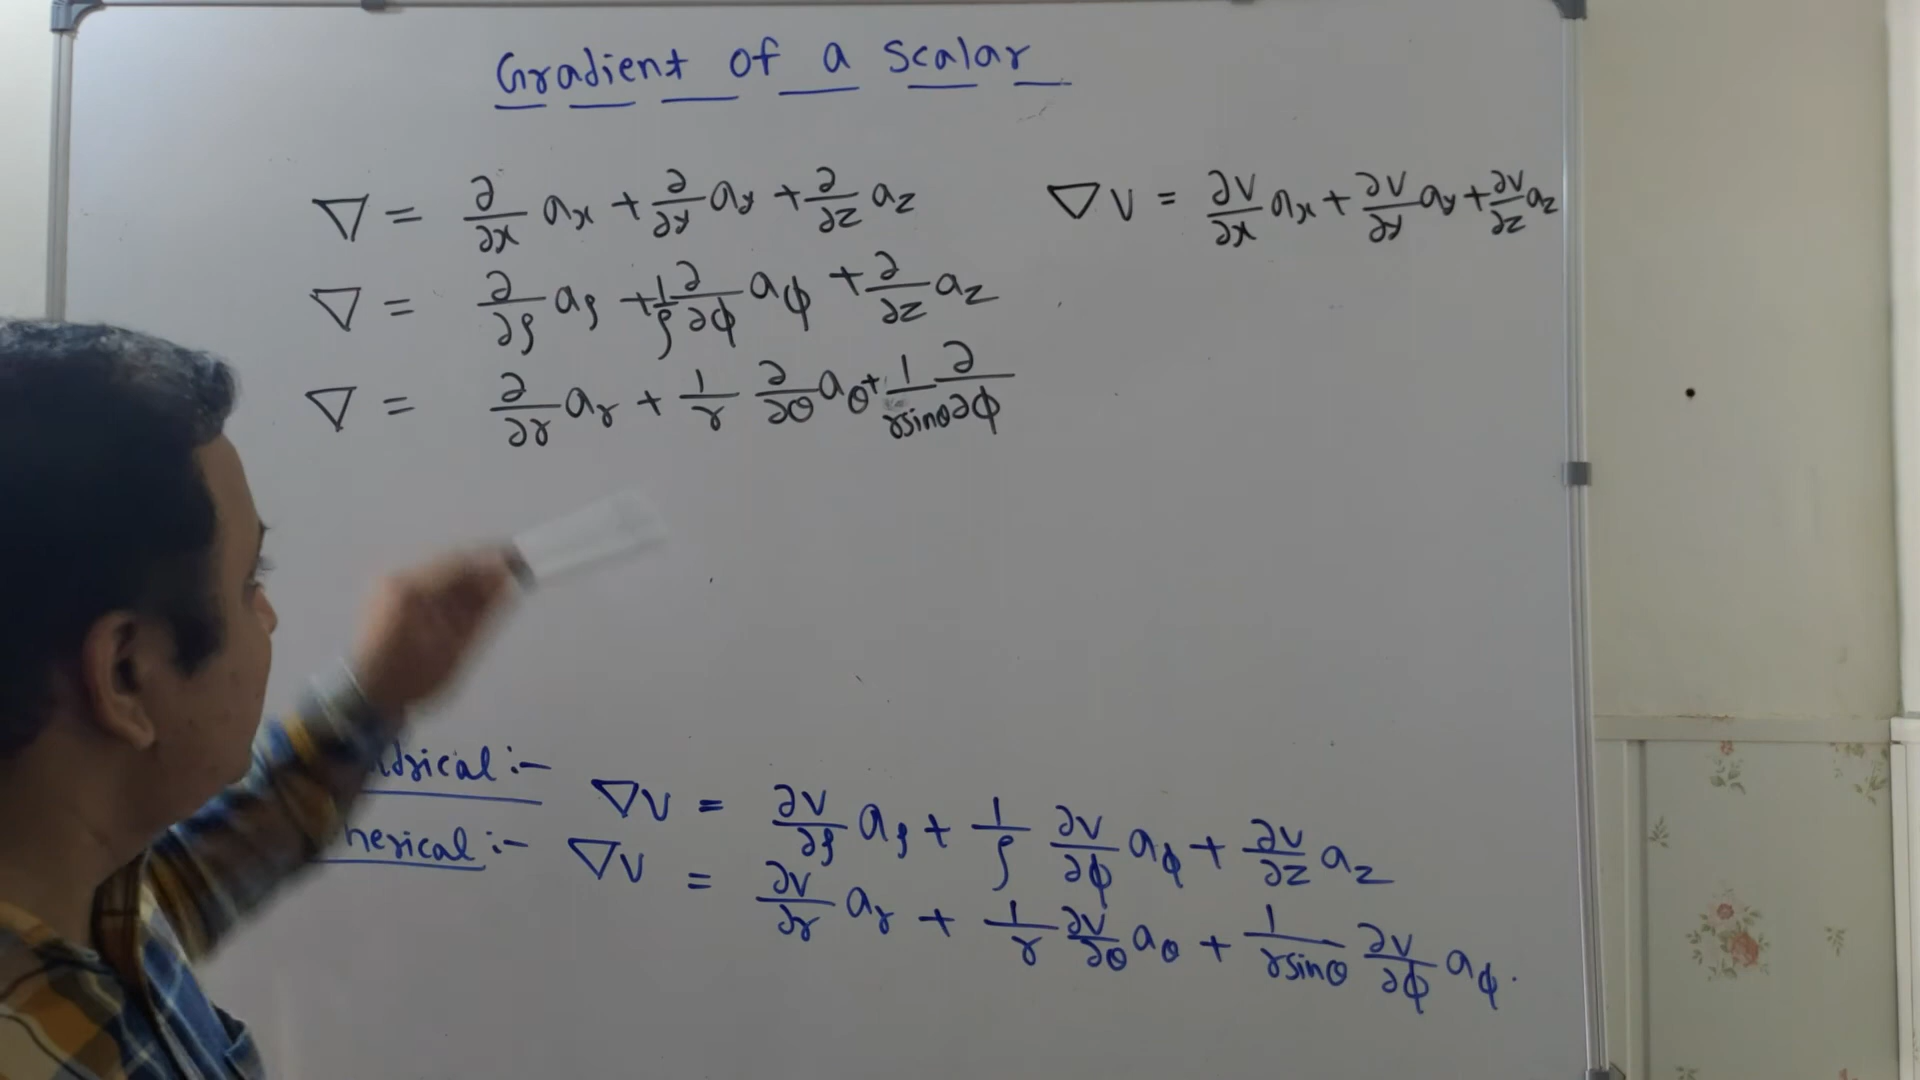 Gradient of a Scalar
∇ = ∂/∂x aₓ + ∂/∂y a_y + ∂/∂z a_z
∇V = ∂V/∂x aₓ + ∂V/∂y a_y + ∂V/∂z a_z
∇ = ∂/∂ρ a_ρ + 1/ρ ∂/∂ϕ a_ϕ + ∂/∂z a_z
∇ = ∂/∂r a_r + 1/r ∂/∂θ a_θ + 1/(r sinθ) ∂/∂ϕ
ndrical :- ∇V = ∂V/∂ρ a_ρ + 1/ρ ∂V/∂ϕ a_ϕ + ∂V/∂z a_z
herical :- ∇V = ∂V/∂r a_r + 1/r ∂V/∂θ a_θ + 1/(r sinθ) ∂V/∂ϕ a_ϕ.